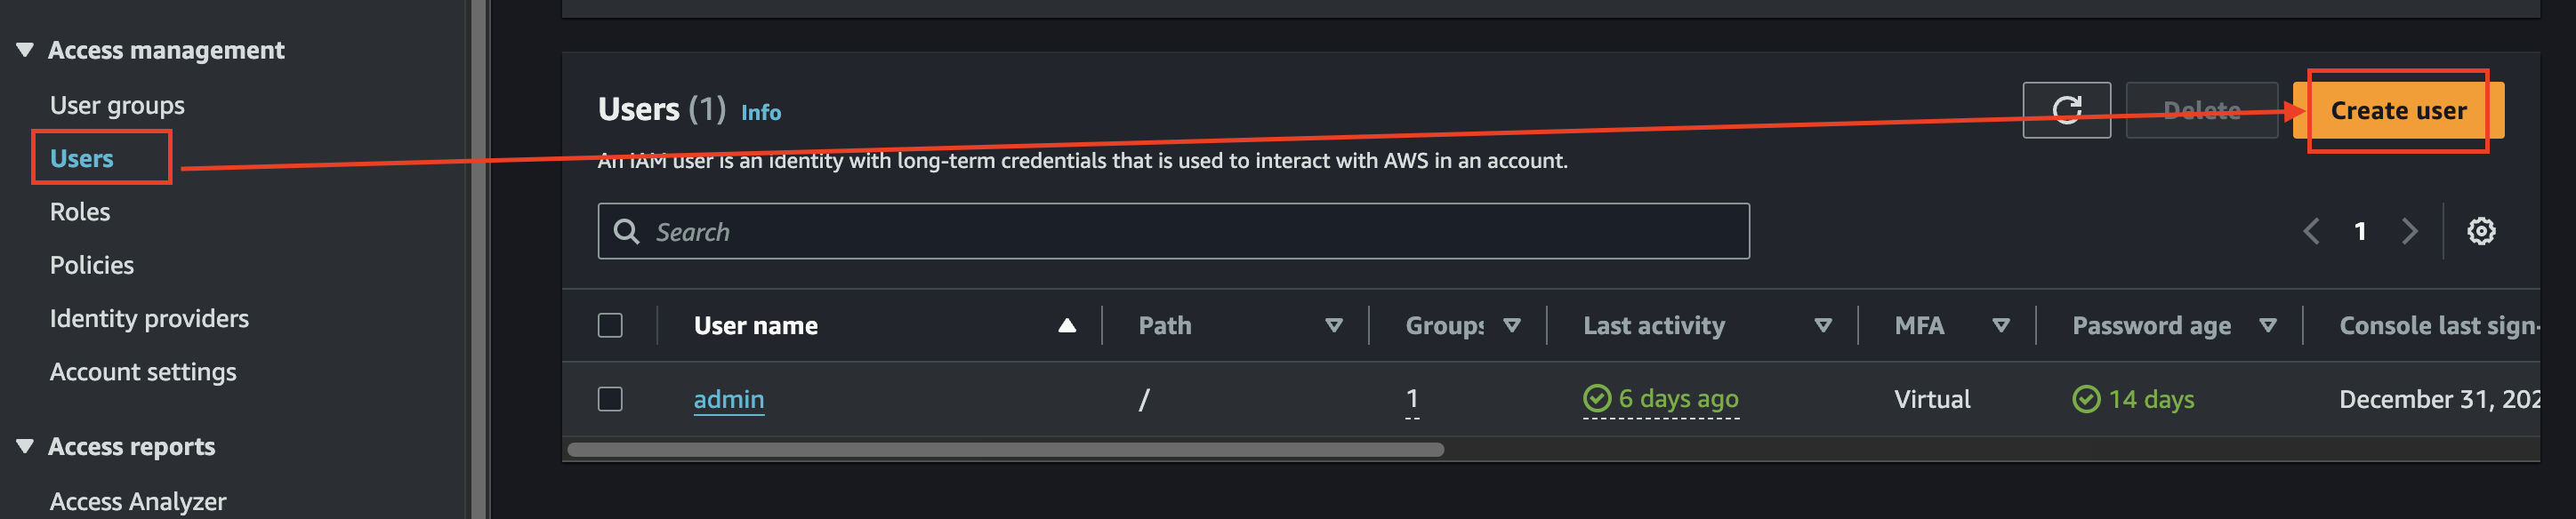 Access management
User groups
Users
Roles
Policies
Identity providers
Account settings
Access reports
Access Analyzer
Users (1) Info
Delete
Create user
An IAM user is an identity with long-term credentials that is used to interact with AWS in an account.
Search
1
User name Path Groups Last activity MFA Password age Console last sign-
admin / 1 6 days ago Virtual 14 days December 31, 202